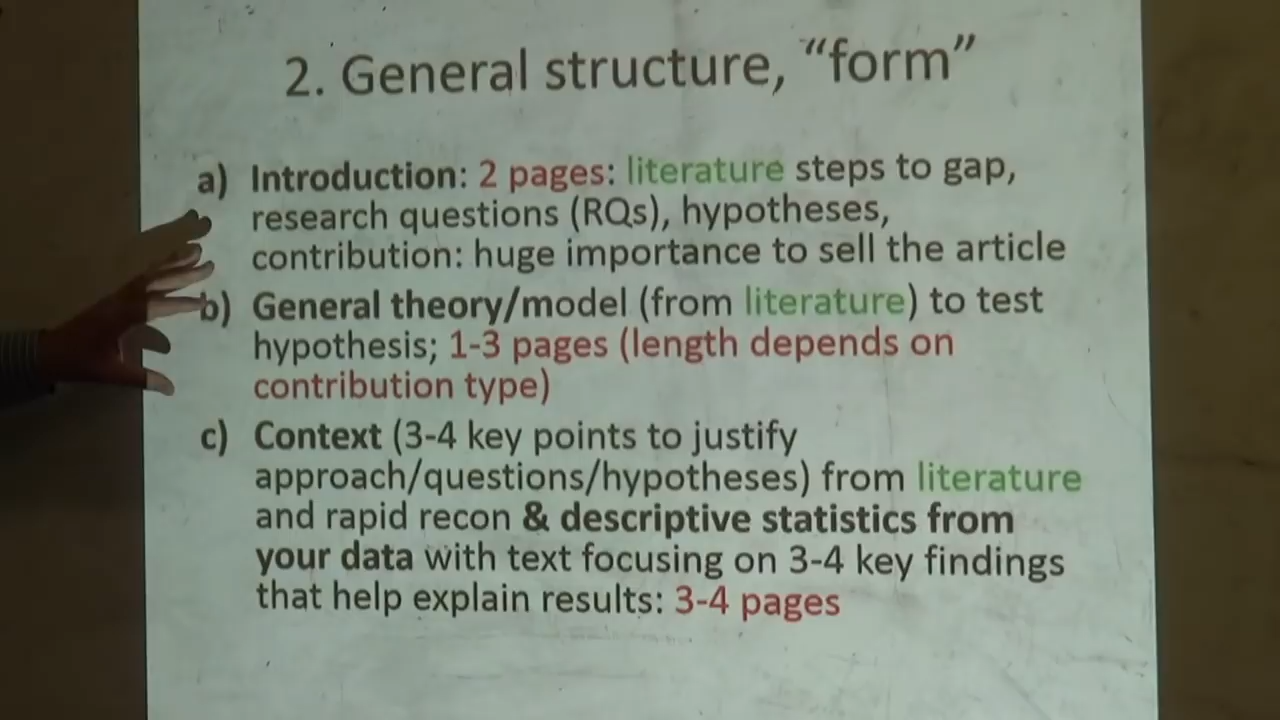 2. General structure, “form”
a) Introduction: 2 pages: literature steps to gap,
research questions (RQs), hypotheses,
contribution: huge importance to sell the article
b) General theory/model (from literature) to test
hypothesis; 1-3 pages (length depends on
contribution type)
c) Context (3-4 key points to justify
approach/questions/hypotheses) from literature
and rapid recon & descriptive statistics from
your data with text focusing on 3-4 key findings
that help explain results: 3-4 pages